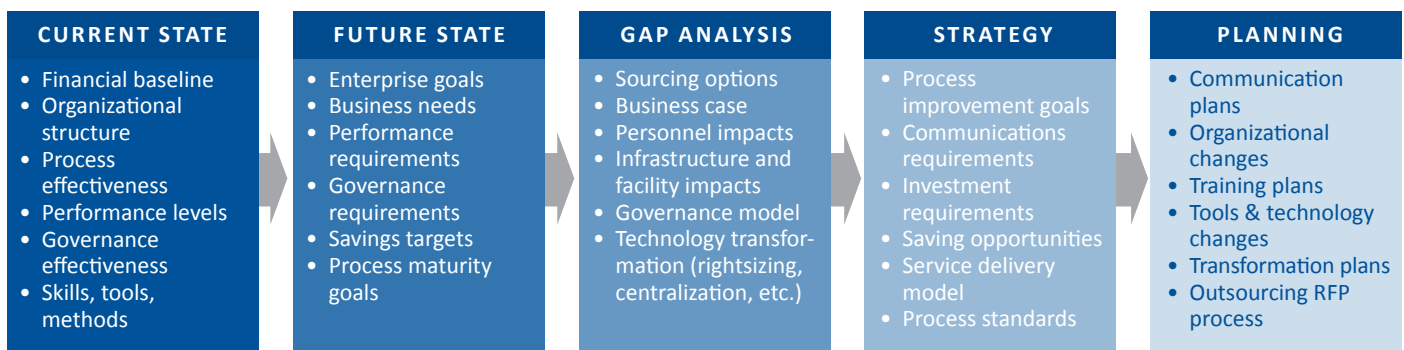 CURRENT STATE
• Financial baseline
• Organizational
structure
• Process
effectiveness
• Performance levels
• Governance
effectiveness
• Skills, tools,
methods
FUTURE STATE
• Enterprise goals
• Business needs
• Performance
requirements
• Governance
requirements
• Savings targets
• Process maturity
goals
GAP ANALYSIS
• Sourcing options
• Business case
• Personnel impacts
• Infrastructure and
facility impacts
• Governance model
• Technology transfor-
mation (rightsizing,
centralization, etc.)
STRATEGY
• Process
improvement goals
• Communications
requirements
• Investment
requirements
• Saving opportunities
• Service delivery
model
• Process standards
PLANNING
• Communication
plans
• Organizational
changes
• Training plans
• Tools & technology
changes
• Transformation plans
• Outsourcing RFP
process